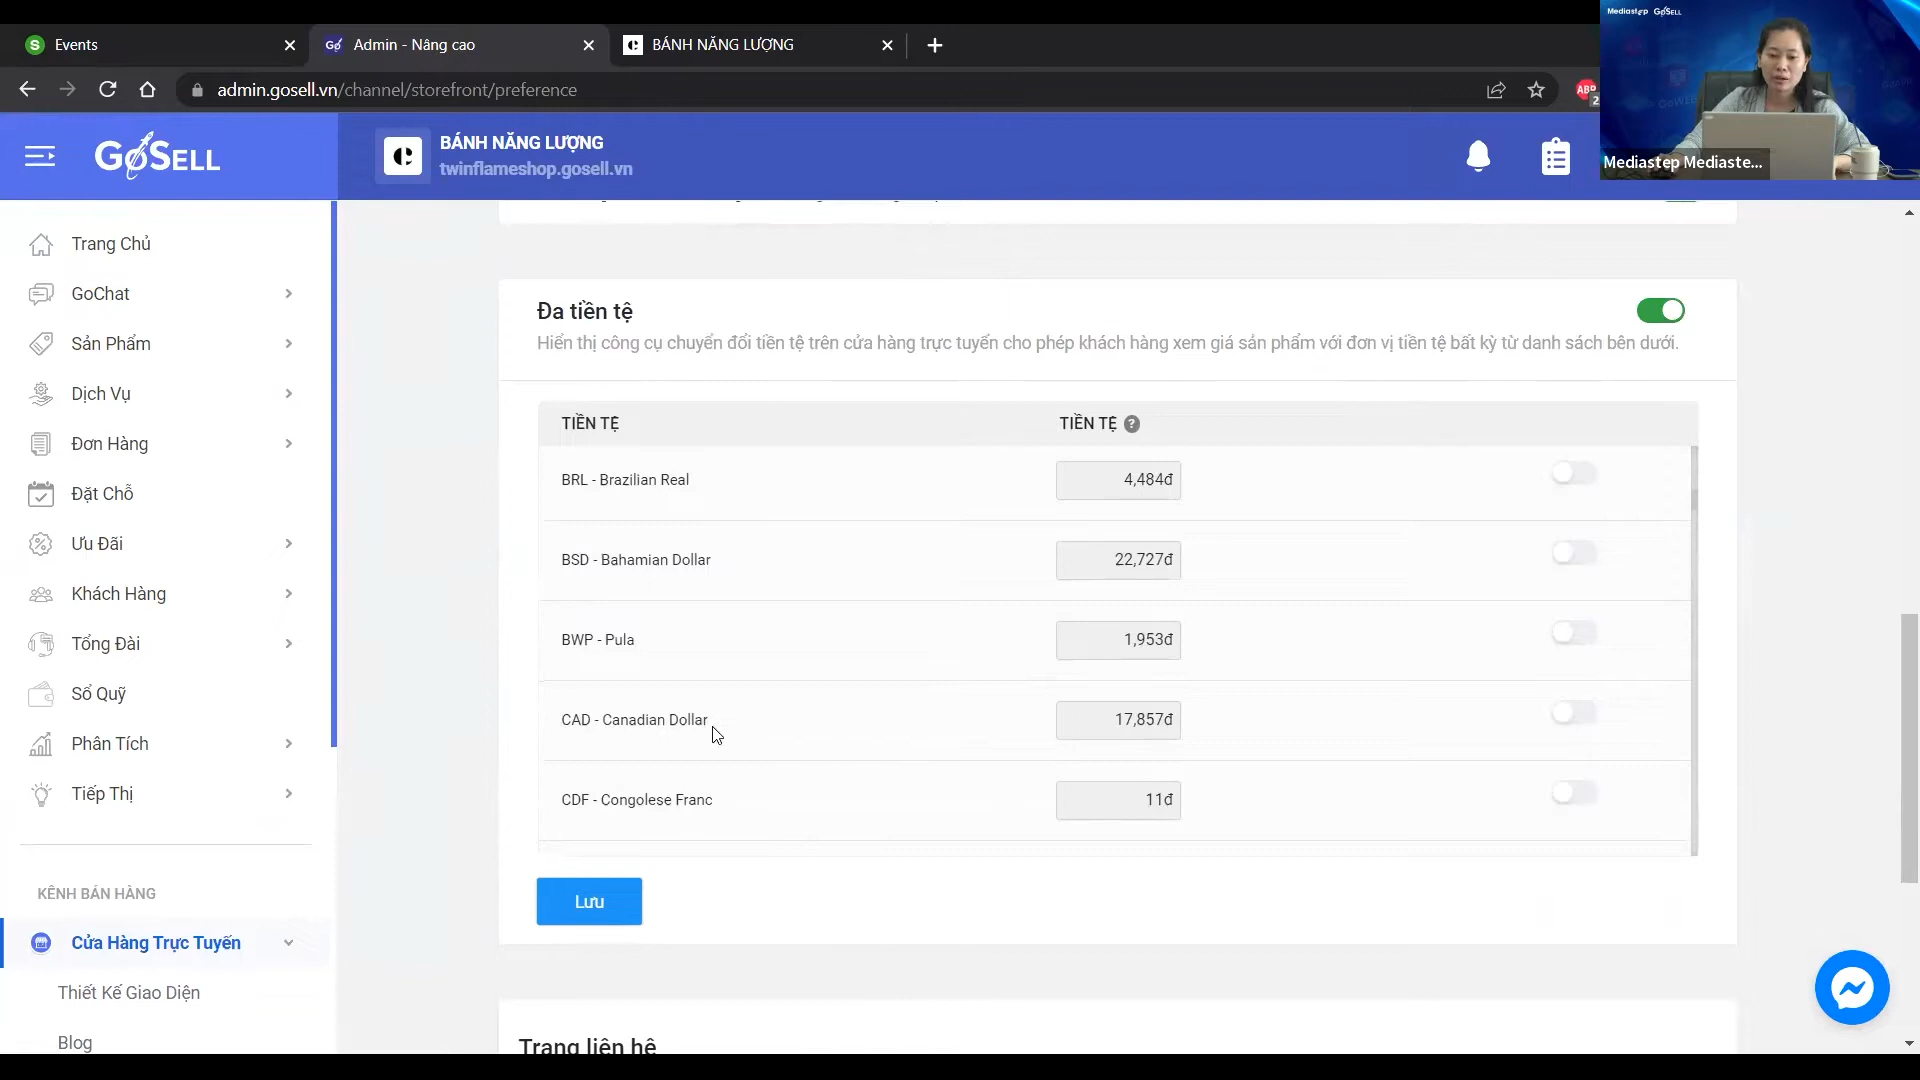 Events
Admin - Nâng cao
BÁNH NĂNG LƯỢNG
admin.gosell.vn/channel/storefront/preference
ABP
2
Mediastep GoSELL
Mediastep Mediaste...
GoSELL
BÁNH NĂNG LƯỢNG
twinflameshop.gosell.vn
Trang Chủ
GoChat
Sản Phẩm
Dịch Vụ
Đơn Hàng
Đặt Chỗ
Ưu Đãi
Khách Hàng
Tổng Đài
Sổ Quỹ
Phân Tích
Tiếp Thị
KÊNH BÁN HÀNG
Cửa Hàng Trực Tuyến
Thiết Kế Giao Diện
Blog
Đa tiền tệ
Hiển thị công cụ chuyển đổi tiền tệ trên cửa hàng trực tuyến cho phép khách hàng xem giá sản phẩm với đơn vị tiền tệ bất kỳ từ danh sách bên dưới.
TIỀN TỆ TIỀN TỆ ?
BRL - Brazilian Real 4,484đ
BSD - Bahamian Dollar 22,727đ
BWP - Pula 1,953đ
CAD - Canadian Dollar 17,857đ
CDF - Congolese Franc 11đ
Lưu
Trang liên hệ